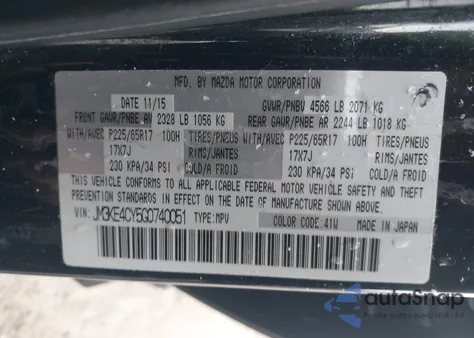 MFD. BY MAZDA MOTOR CORPORATION
DATE 11/15 GVWR/PNBV 4566 LB 2071 KG
FRONT GAWR/PNBE AV 2328 LB 1056 KG REAR GAWR/PNBE AR 2244 LB 1018 KG
WITH/AVEC P225/65R17 100H TIRES/PNEUS WITH/AVEC P225/65R17 100H TIRES/PNEUS
17X7J RIMS/JANTES 17X7J RIMS/JANTES
230 KPA/34 PSI COLD/A FROID 230 KPA/34 PSI COLD/A FROID
THIS VEHICLE CONFORMS TO ALL APPLICABLE FEDERAL MOTOR VEHICLE SAFETY, BUMPER, AND
THEFT PREVENTION STANDARDS IN EFFECT ON THE DATE OF MANUFACTURE SHOWN ABOVE.
VIN: JM3KE4CY5G0740051 TYPE: MPV
COLOR CODE: 41W MADE IN JAPAN
autoSnap